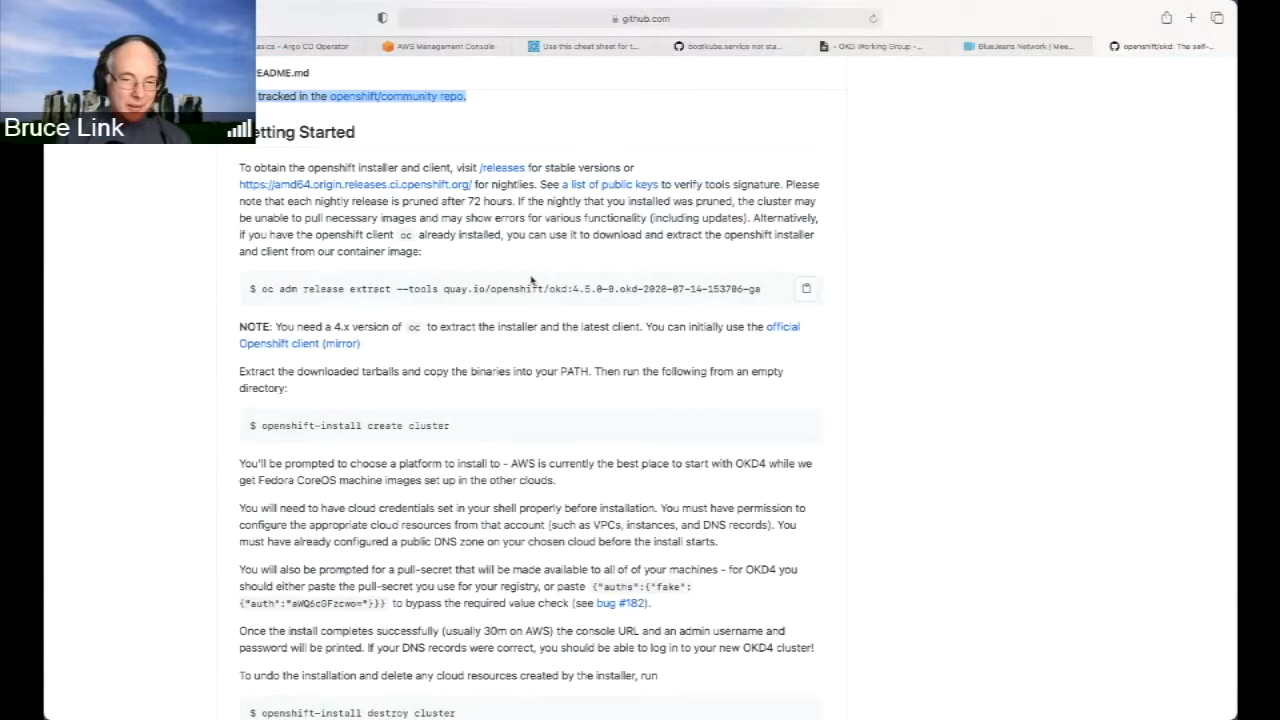 github.com
asics - Argo CD Operator
AWS Management Console
Use this cheat sheet for t...
bootkube.service not sta...
- OKD Working Group -...
BlueJeans Network | Mee...
openshift/okd: The self-...
Bruce Link
EADME.md
tracked in the openshift/community repo.
etting Started
To obtain the openshift installer and client, visit /releases for stable versions or
https://amd64.origin.releases.ci.openshift.org/ for nightlies. See a list of public keys to verify tools signature. Please
note that each nightly release is pruned after 72 hours. If the nightly that you installed was pruned, the cluster may
be unable to pull necessary images and may show errors for various functionality (including updates). Alternatively,
if you have the openshift client oc already installed, you can use it to download and extract the openshift installer
and client from our container image:
$ oc adm release extract --tools quay.io/openshift/okd:4.5.0-0.okd-2020-07-14-153706-ga
NOTE: You need a 4.x version of oc to extract the installer and the latest client. You can initially use the official
Openshift client (mirror)
Extract the downloaded tarballs and copy the binaries into your PATH. Then run the following from an empty
directory:
$ openshift-install create cluster
You'll be prompted to choose a platform to install to - AWS is currently the best place to start with OKD4 while we
get Fedora CoreOS machine images set up in the other clouds.
You will need to have cloud credentials set in your shell properly before installation. You must have permission to
configure the appropriate cloud resources from that account (such as VPCs, instances, and DNS records). You
must have already configured a public DNS zone on your chosen cloud before the install starts.
You will also be prompted for a pull-secret that will be made available to all of of your machines - for OKD4 you
should either paste the pull-secret you use for your registry, or paste {"auths":{"fake":
{"auth":"aWQ6cGFzcwo="}}} to bypass the required value check (see bug #182).
Once the install completes successfully (usually 30m on AWS) the console URL and an admin username and
password will be printed. If your DNS records were correct, you should be able to log in to your new OKD4 cluster!
To undo the installation and delete any cloud resources created by the installer, run
$ openshift-install destroy cluster